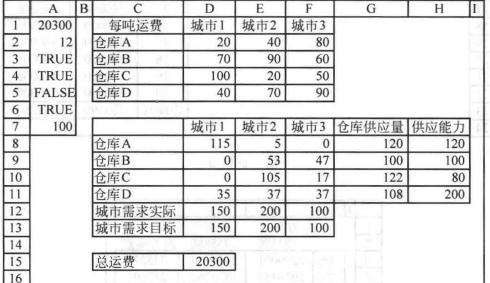 A B C D E F G H I
1 20300 每吨运费 城市1 城市2 城市3
2 12 仓库A 20 40 80
3 TRUE 仓库B 70 90 60
4 TRUE 仓库C 100 20 50
5 FALSE 仓库D 40 70 90
6 TRUE
7 100 城市1 城市2 城市3 仓库供应量 供应能力
8 仓库A 115 5 0 120 120
9 仓库B 0 53 47 100 100
10 仓库C 0 105 17 122 80
11 仓库D 35 37 37 108 200
12 城市需求实际 150 200 100
13 城市需求目标 150 200 100
14
15 总运费 20300
16